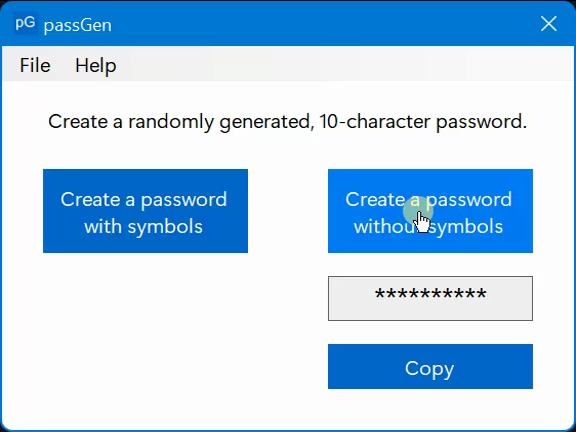 pG passGen
File Help
Create a randomly generated, 10-character password.
Create a password
with symbols
Create a password
without symbols
**********
Copy